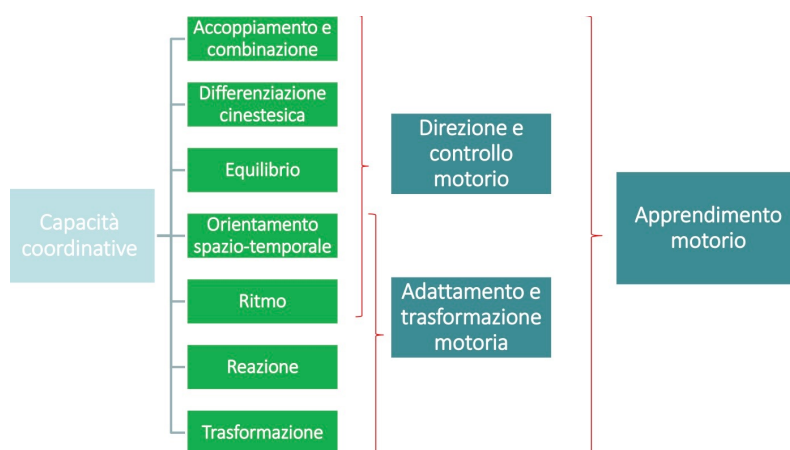 Accoppiamento e
combinazione
Differenziazione
cinestesica
Equilibrio
Capacità
coordinative
Orientamento
spazio-temporale
Ritmo
Reazione
Trasformazione
Direzione e
controllo
motorio
Adattamento e
trasformazione
motoria
Apprendimento
motorio